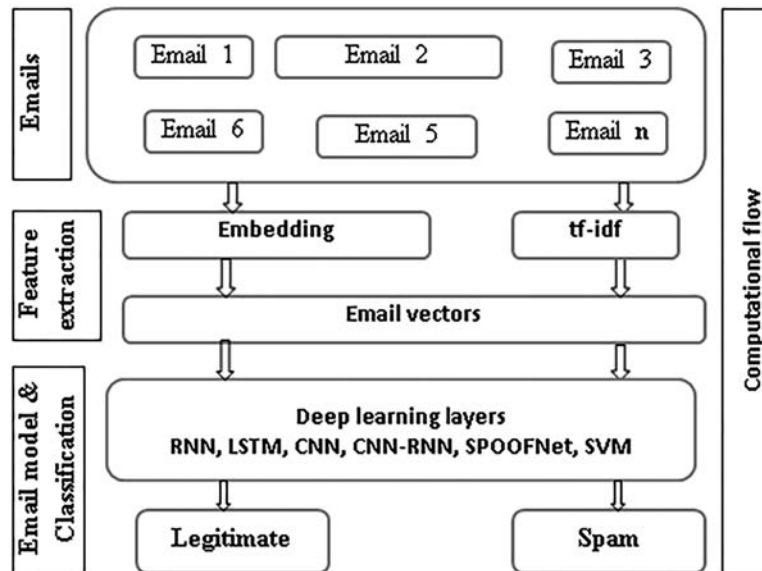 Emails
Email 1
Email 2
Email 3
Email 6
Email 5
Email n
Feature
extraction
Embedding
tf-idf
Email vectors
Email model &
Classification
Deep learning layers
RNN, LSTM, CNN, CNN-RNN, SPOOFNet, SVM
Legitimate
Spam
Computational flow